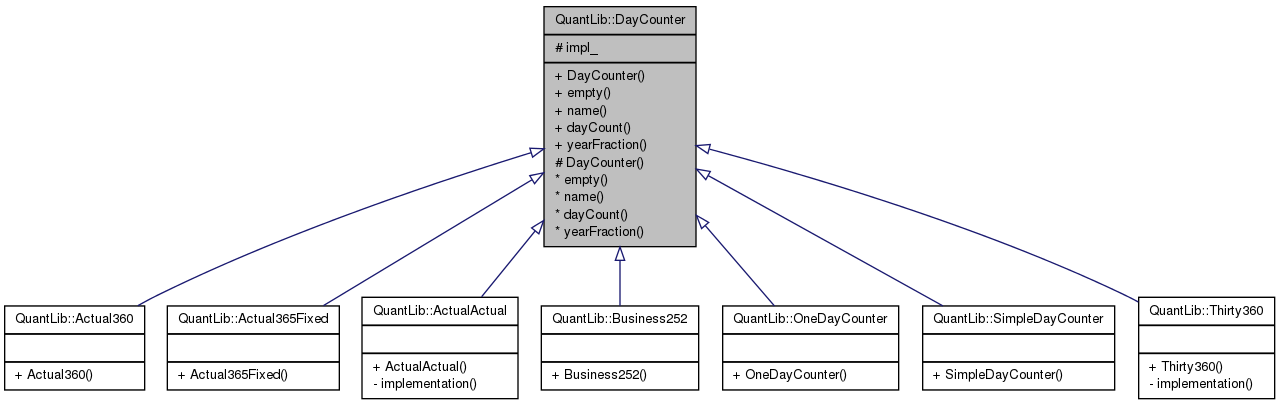 QuantLib::DayCounter
# impl_
+ DayCounter()
+ empty()
+ name()
+ dayCount()
+ yearFraction()
# DayCounter()
* empty()
* name()
* dayCount()
* yearFraction()
QuantLib::Actual360
+ Actual360()
QuantLib::Actual365Fixed
+ Actual365Fixed()
QuantLib::ActualActual
+ ActualActual()
- implementation()
QuantLib::Business252
+ Business252()
QuantLib::OneDayCounter
+ OneDayCounter()
QuantLib::SimpleDayCounter
+ SimpleDayCounter()
QuantLib::Thirty360
+ Thirty360()
- implementation()